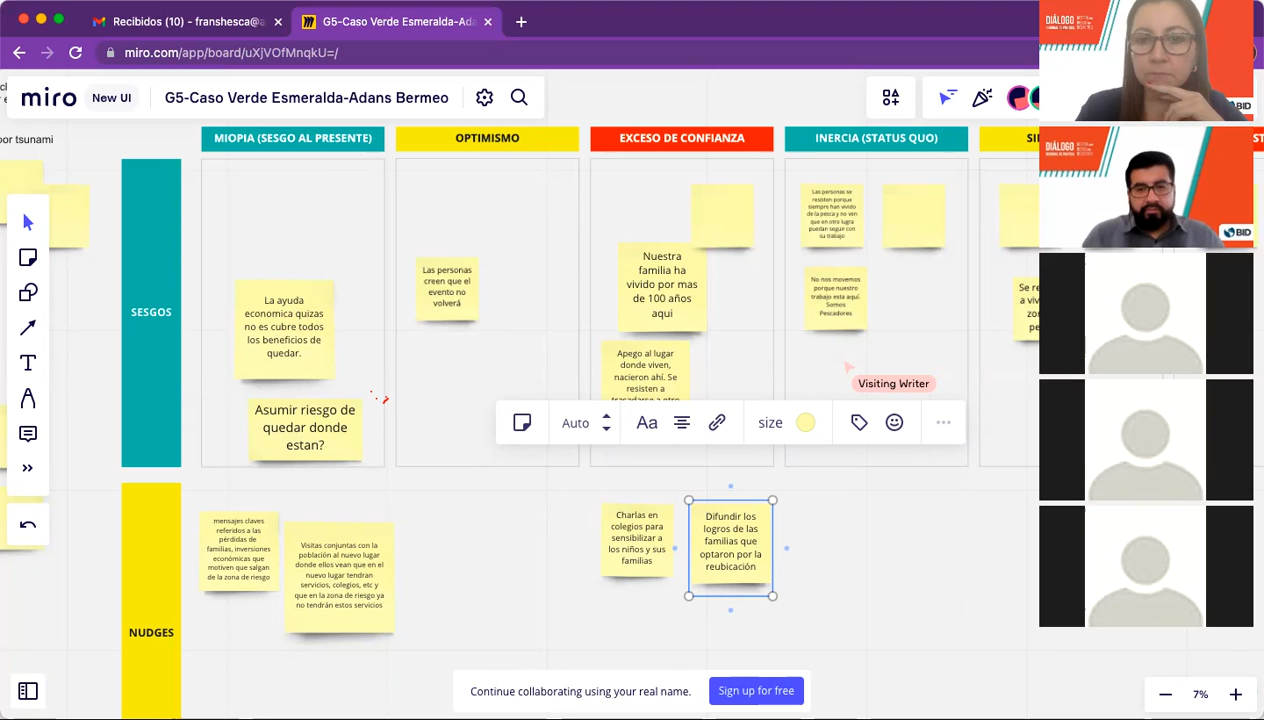 Recibidos (10) - franshesca@a
G5-Caso Verde Esmeralda-Adan
miro.com/app/board/uXjVOfMnqkU=/
miro
New UI
G5-Caso Verde Esmeralda-Adans Bermeo
por tsunami
MIOPIA (SESGO AL PRESENTE)
OPTIMISMO
EXCESO DE CONFIANZA
INERCIA (STATUS QUO)
SESGOS
La ayuda
economica quizas
no es cubre todos
los beneficios de
quedar.
Asumir riesgo de
quedar donde
estan?
Las personas
creen que el
evento no
volverá
Nuestra
familia ha
vivido por mas
de 100 años
aqui
Apego al lugar
donde viven,
nacieron ahí. Se
resisten a
Las personas se
resisten porque
siempre han vivido
de la pesca y no ven
que en otro lugra
puedan seguir con
su trabajo
No nos movemos
porque nuestro
trabajo esta aquí.
Somos
Pescadores
Se re
a viv
zo
pe
Visiting Writer
Auto
Aa
size
NUDGES
mensajes claves
referidos a las
pérdidas de
familias, inversiones
económicas que
motiven que salgan
de la zona de riesgo
Visitas conjuntas con la
población al nuevo lugar
donde ellos vean que en el
nuevo lugar tendran
servicios, colegios, etc y
que en la zona de riesgo ya
no tendrán estos servicios
Charlas en
colegios para
sensibilizar a
los niños y sus
familias
Difundir los
logros de las
familias que
optaron por la
reubicación
Continue collaborating using your real name.
Sign up for free
7%
DIÁLOGO
BID
DIÁLOGO
BID